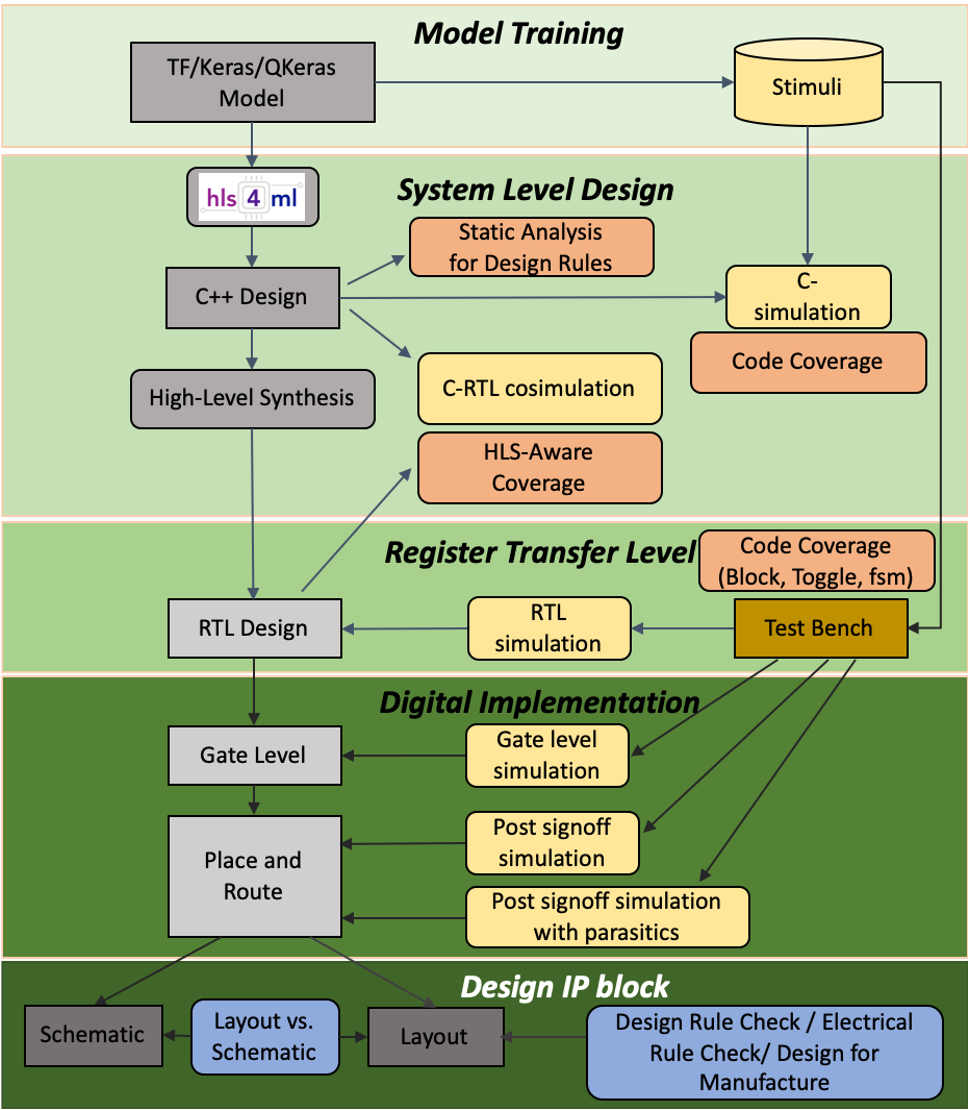 Model Training
TF/Keras/QKeras
Model
Stimuli
hls 4 ml
System Level Design
Static Analysis
for Design Rules
C++ Design
C-
simulation
Code Coverage
High-Level Synthesis
C-RTL cosimulation
HLS-Aware
Coverage
Register Transfer Level
Code Coverage
(Block, Toggle, fsm)
RTL Design
RTL
simulation
Test Bench
Digital Implementation
Gate Level
Gate level
simulation
Place and
Route
Post signoff
simulation
Post signoff simulation
with parasitics
Design IP block
Schematic
Layout vs.
Schematic
Layout
Design Rule Check / Electrical
Rule Check/ Design for
Manufacture